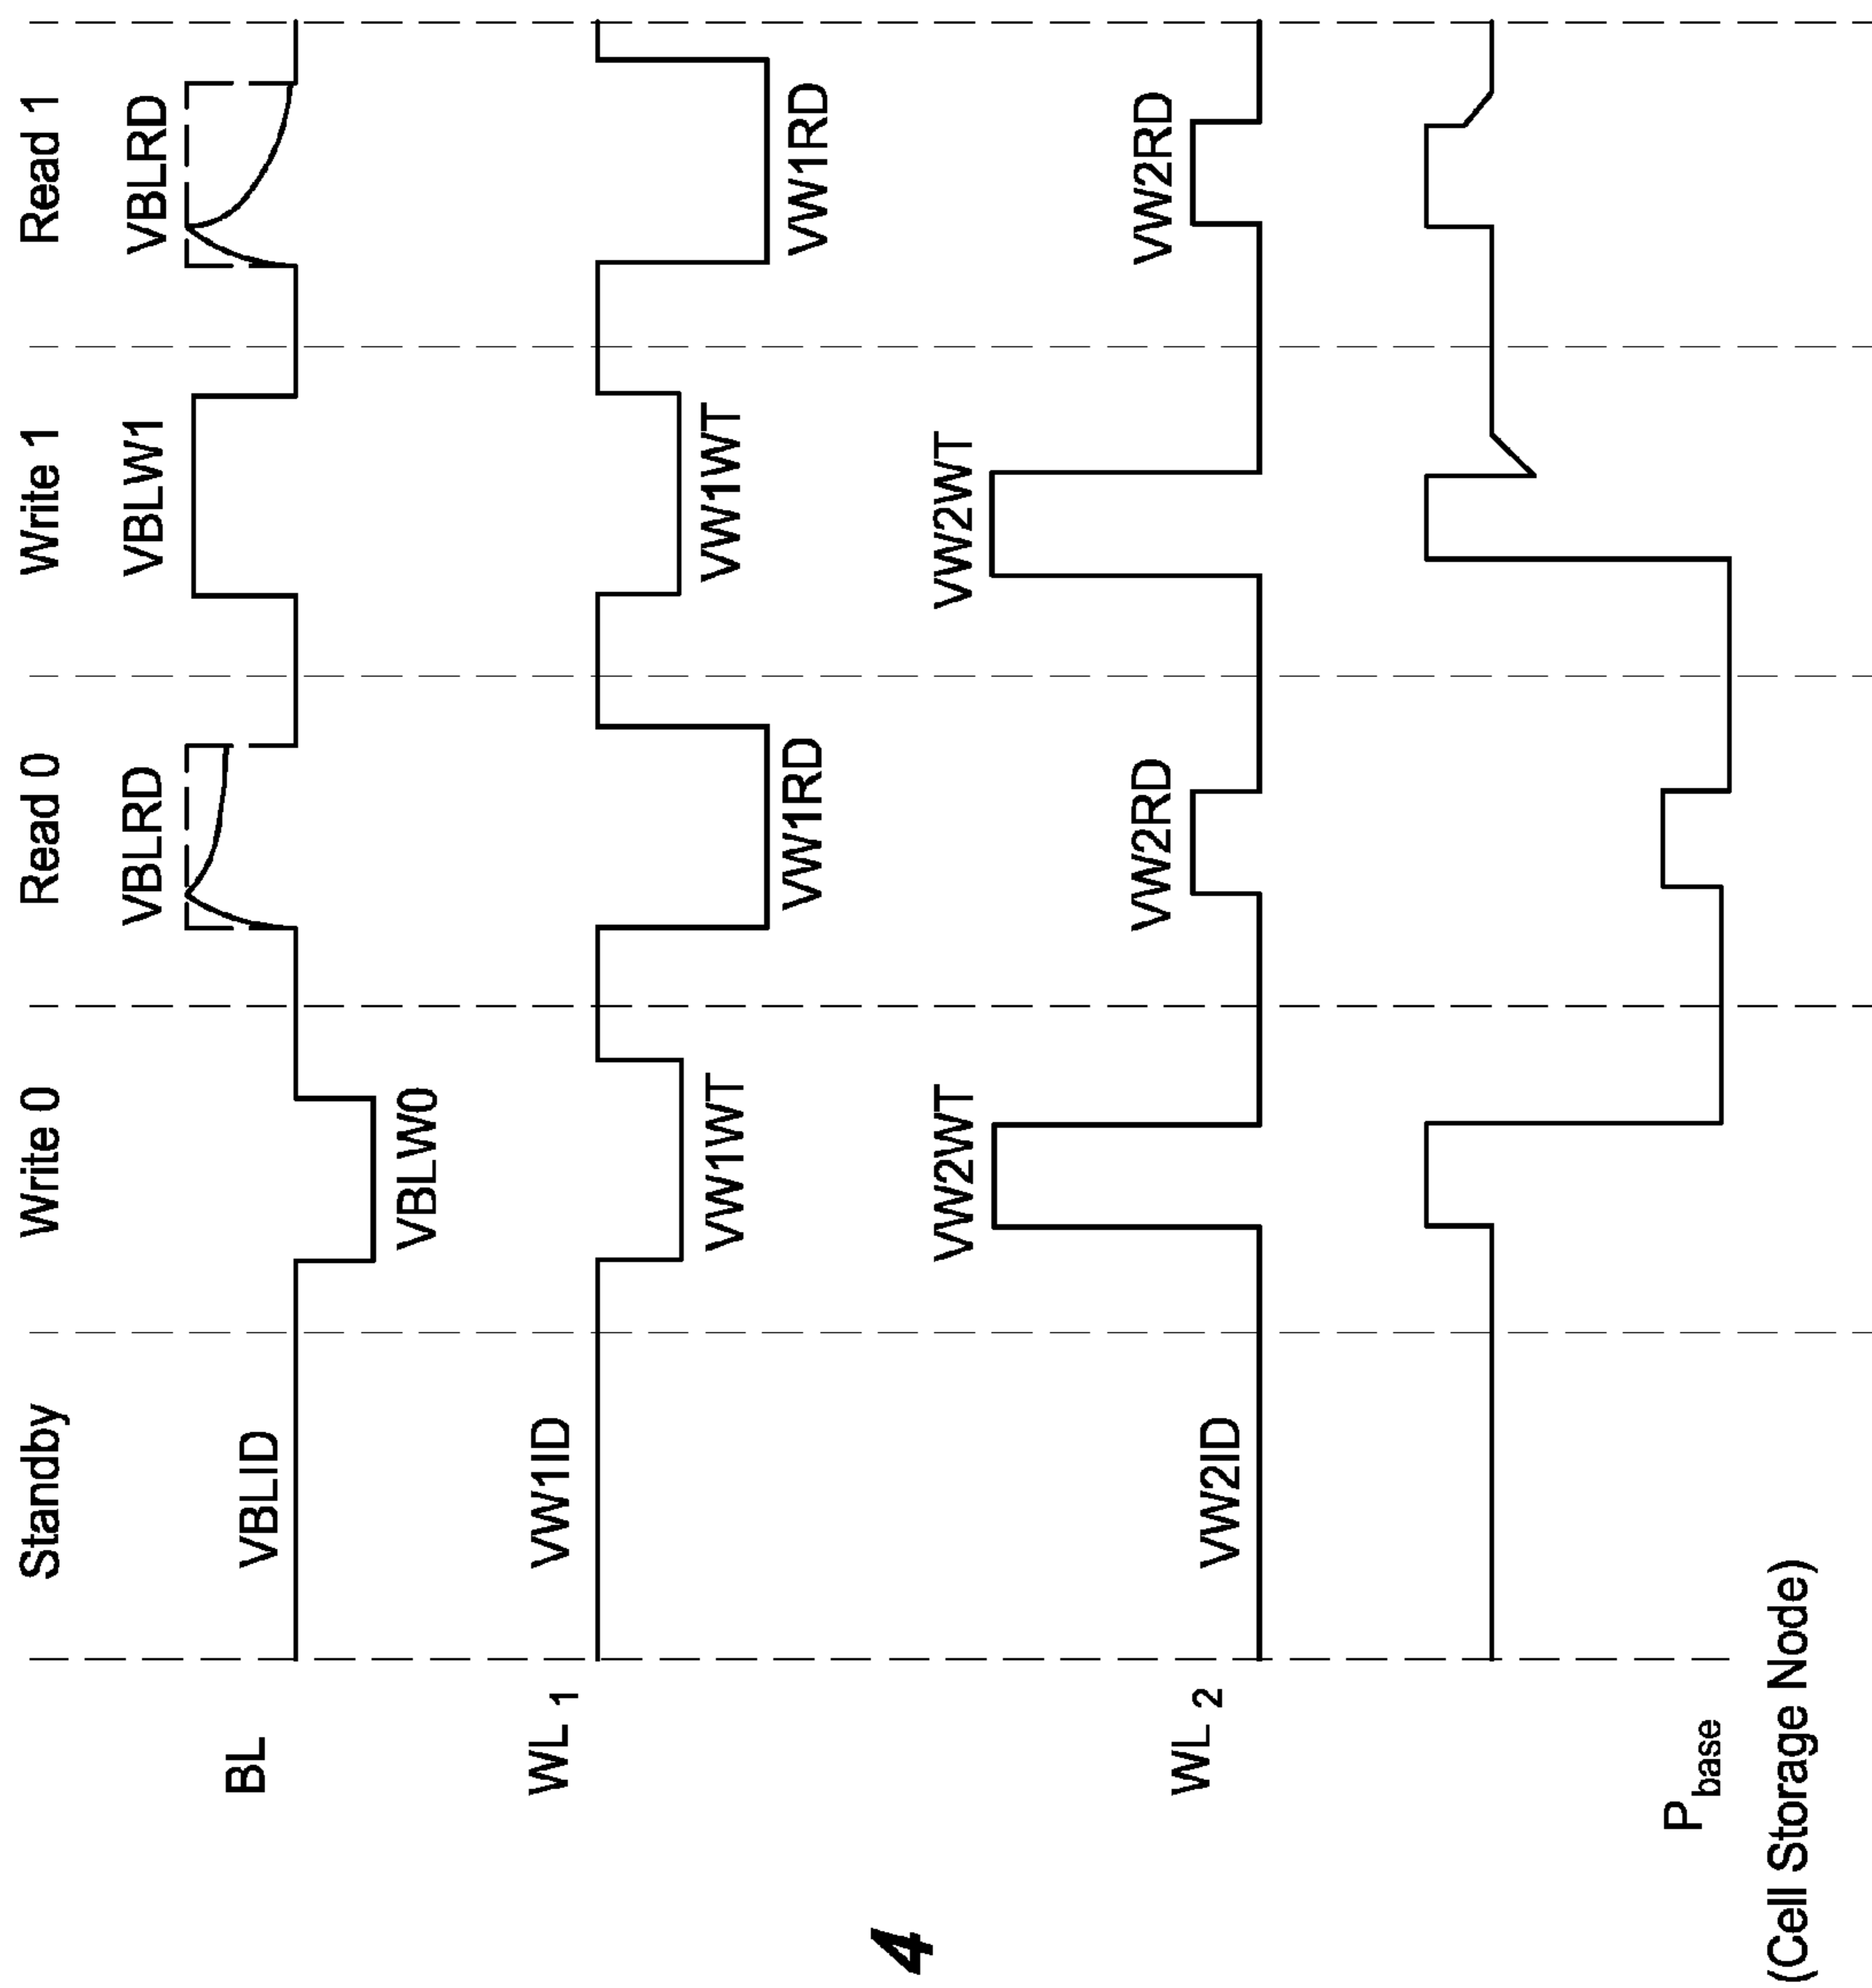 Standby Write 0 Read 0 Write 1 Read 1
VBLRD VBLW1 VBLRD
BL VBLID
VBLW0
WL 1 VW1ID
VW1WT VW1RD VW1WT VW1RD
VW2WT VW2WT
VW2RD VW2RD
WL 2 VW2ID
P base
(Cell Storage Node)
4